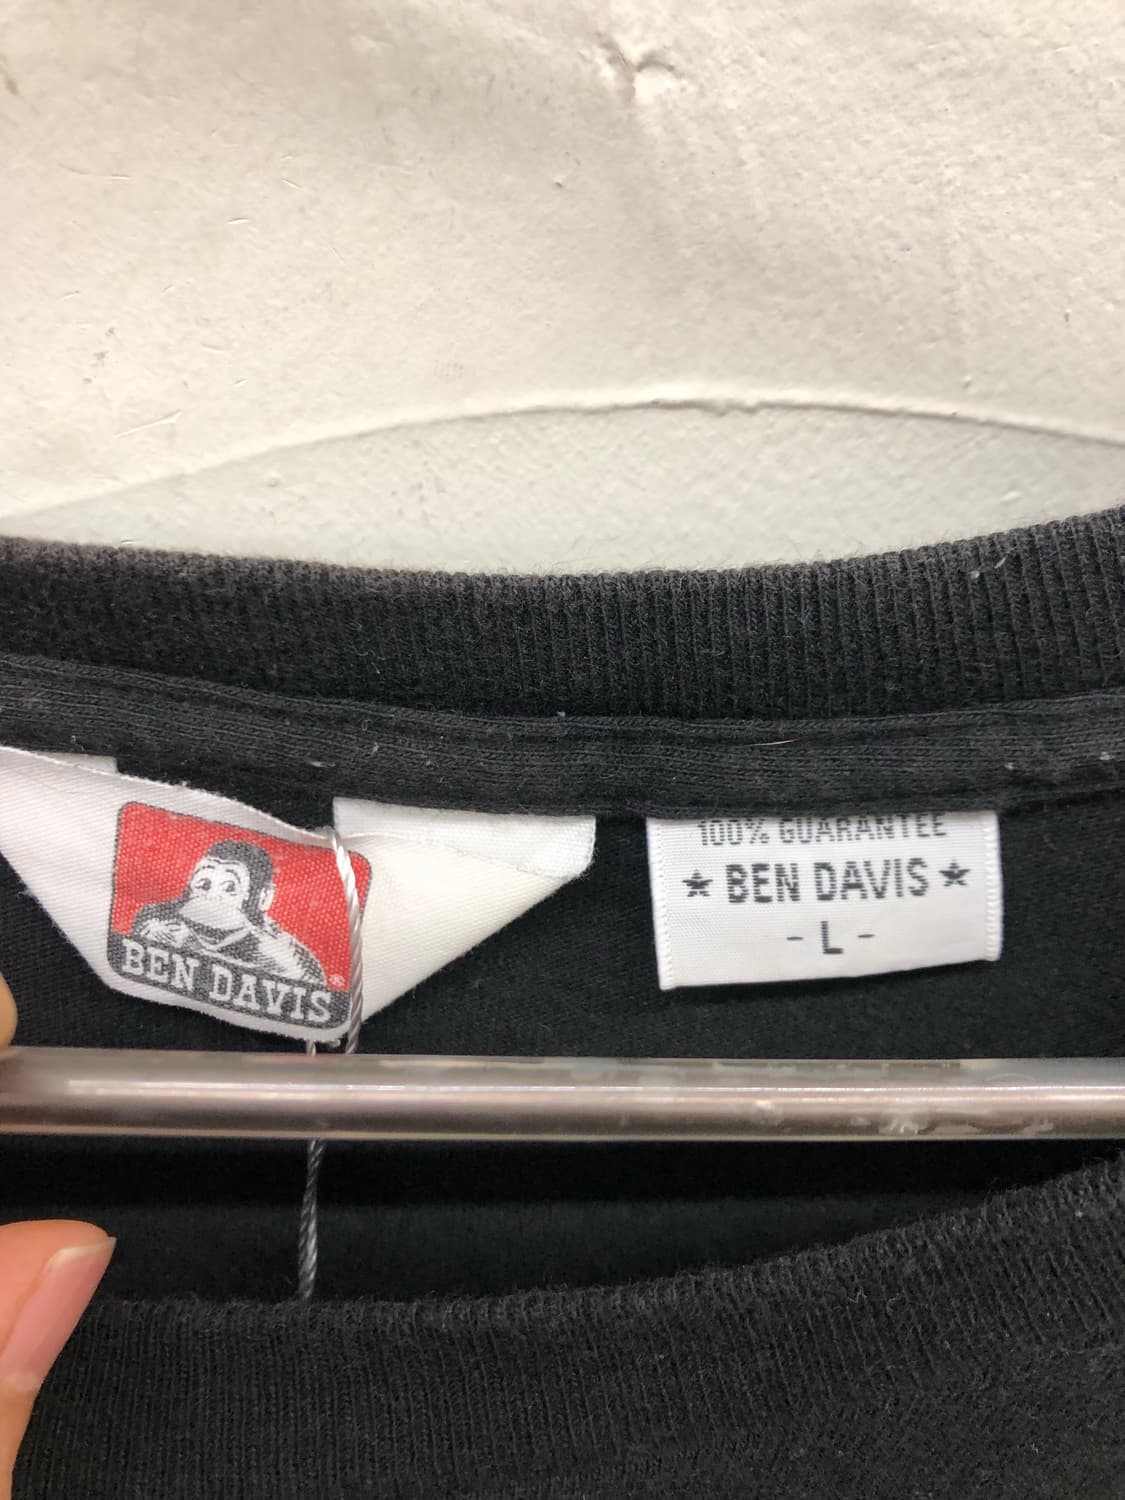 BEN DAVIS
®
100% GUARANTEE
★ BEN DAVIS ★
- L -